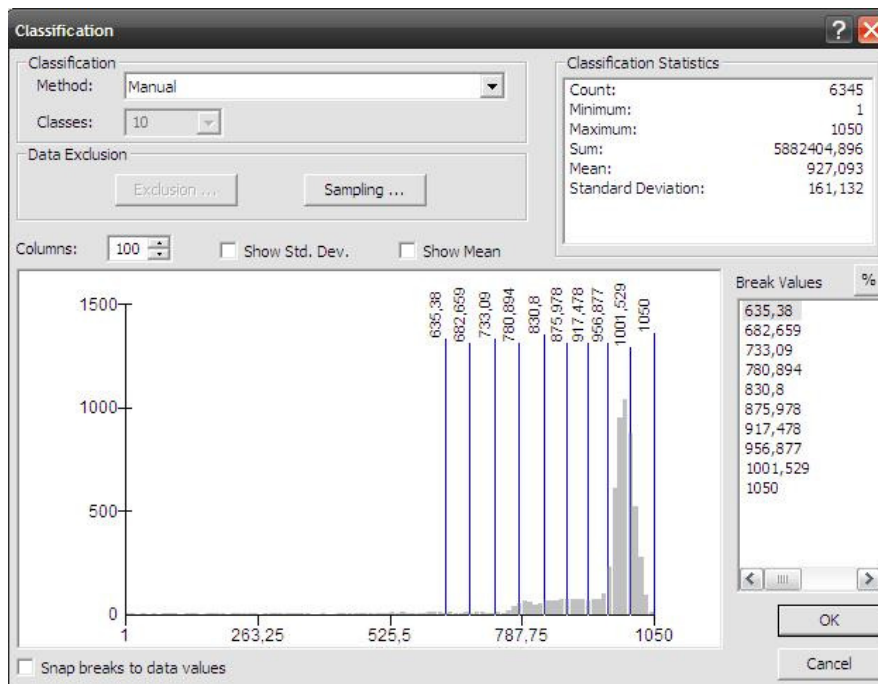 Classification
Classification
Method: Manual
Classes: 10
Data Exclusion
Exclusion ...
Sampling ...
Classification Statistics
Count: 6345
Minimum: 1
Maximum: 1050
Sum: 5882404,896
Mean: 927,093
Standard Deviation: 161,132
Columns: 100
Show Std. Dev.
Show Mean
635,38
682,659
733,09
780,894
830,8
875,978
917,478
956,877
1001,529
1050
1500
1000
500
0
1
263,25
525,5
787,75
1050
Break Values
%
635,38
682,659
733,09
780,894
830,8
875,978
917,478
956,877
1001,529
1050
OK
Cancel
Snap breaks to data values